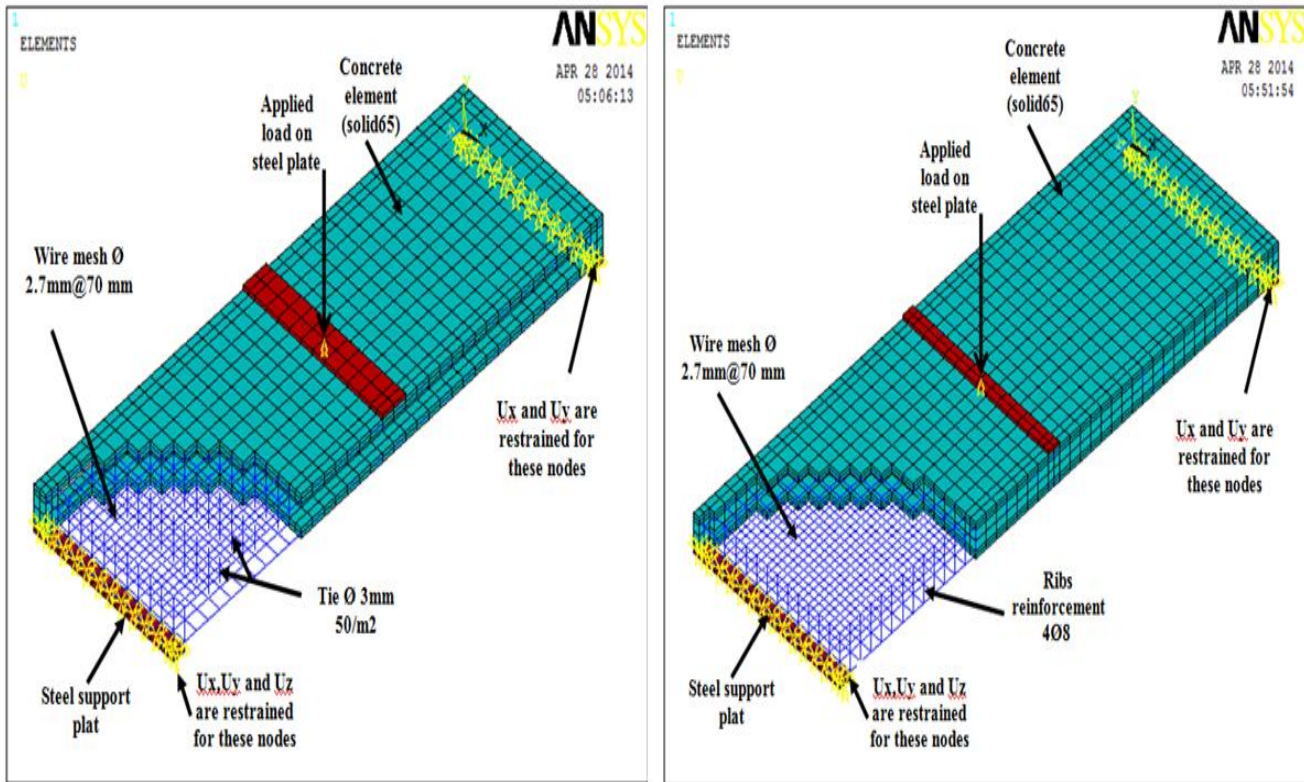 1
ELEMENTS
U
ANSYS
APR 28 2014
05:06:13
Concrete
element
(solid65)
Applied
load on
steel plate
Y
X
Wire mesh Ø
2.7mm@70 mm
Ux and Uy are
restrained for
these nodes
Tie Ø 3mm
50/m2
Steel support
plat
Ux,Uy and Uz
are restrained
for these nodes
1
ELEMENTS
U
ANSYS
APR 28 2014
05:51:54
Concrete
element
(solid65)
Applied
load on
steel plate
Y
X
Wire mesh Ø
2.7mm@70 mm
Ux and Uy are
restrained for
these nodes
Ribs
reinforcement
4Ø8
Steel support
plat
Ux,Uy and Uz
are restrained
for these nodes